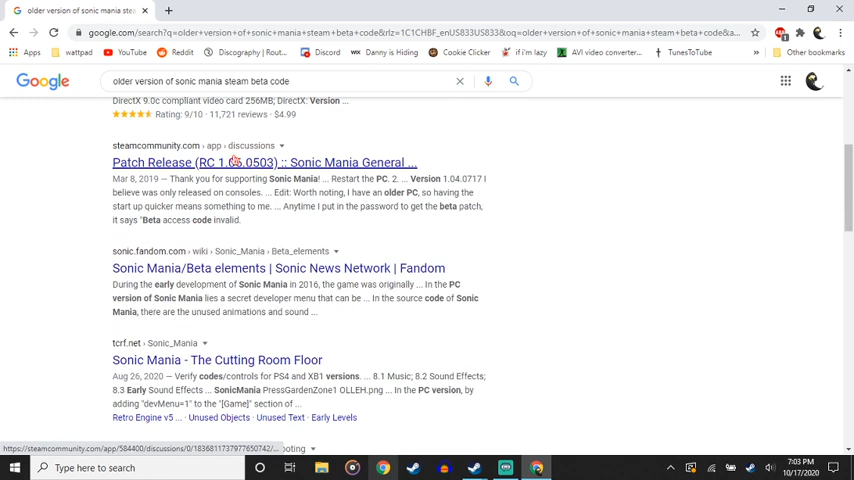 older version of sonic mania ste
google.com/search?q=older+version+of+sonic+mania+steam+beta+code&rlz=1C1CHBF_enUS833US833&oq=older+version+of+sonic+mania+steam+beta+code&a...
Apps wattpad YouTube Reddit Discography | Rout... Discord Danny is Hiding Cookie Clicker if i'm lazy AVI video converter... TunesToTube » Other bookmarks
Google older version of sonic mania steam beta code
DirectX 9.0c compliant video card 256MB; DirectX: Version ...
Rating: 9/10 · 11,721 reviews · $4.99
steamcommunity.com › app › discussions
Patch Release (RC 1.06.0503) :: Sonic Mania General ...
Mar 8, 2019 — Thank you for supporting Sonic Mania! ... Restart the PC. 2. ... Version 1.04.0717 I
believe was only released on consoles. ... Edit: Worth noting, I have an older PC, so having the
start up quicker means something to me. ... Anytime I put in the password to get the beta patch,
it says "Beta access code invalid.
sonic.fandom.com › wiki › Sonic_Mania › Beta_elements
Sonic Mania/Beta elements | Sonic News Network | Fandom
During the early development of Sonic Mania in 2016, the game was originally ... In the PC
version of Sonic Mania lies a secret developer menu that can be ... In the source code of Sonic
Mania, there are the unused animations and sound ...
tcrf.net › Sonic_Mania
Sonic Mania - The Cutting Room Floor
Aug 26, 2020 — Verify codes/controls for PS4 and XB1 versions. ... 8.1 Music; 8.2 Sound Effects;
8.3 Early Sound Effects ... SonicMania PressGardenZone1 OLLEH.png ... In the PC version, by
adding "devMenu=1" to the "[Game]" section of ...
Retro Engine v5 ... · Unused Objects · Unused Text · Early Levels
https://steamcommunity.com/app/584400/discussions/0/1836811737977650742/... ooting
Type here to search
7:03 PM
10/17/2020